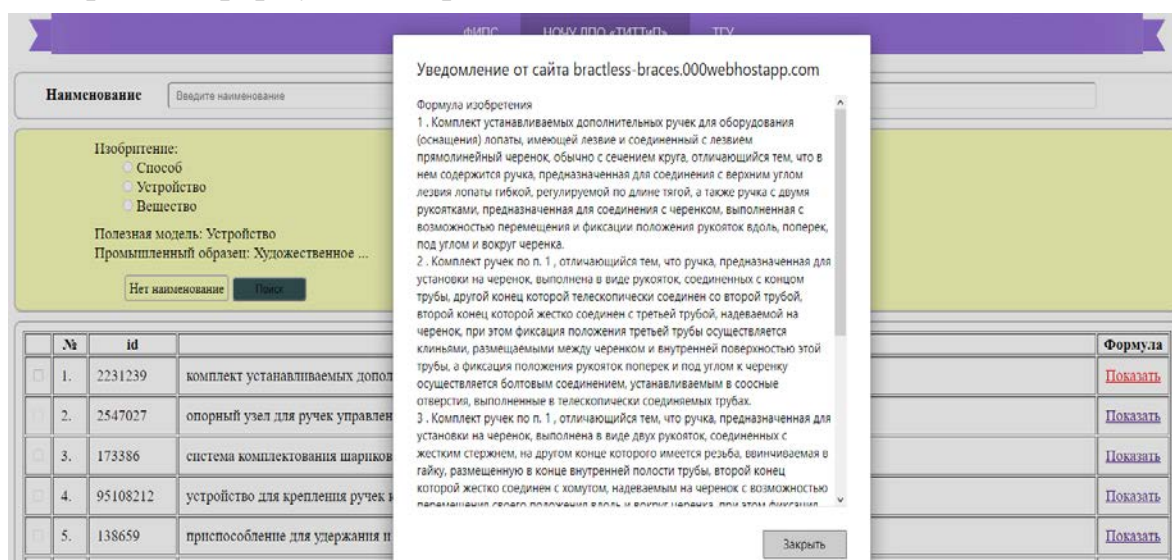 ФИПС НОЧУ ДПО «ТИТТиП» ТГУ
Уведомление от сайта bractless-braces.000webhostapp.com
Наименование Введите наименование
Формула изобретения
1 . Комплект устанавливаемых дополнительных ручек для оборудования
(оснащения) лопаты, имеющей лезвие и соединенный с лезвием
прямолинейный черенок, обычно с сечением круга, отличающийся тем, что в
нем содержится ручка, предназначенная для соединения с верхним углом
лезвия лопаты гибкой, регулируемой по длине тягой, а также ручка с двумя
рукоятками, предназначенная для соединения с черенком, выполненная с
возможностью перемещения и фиксации положения рукояток вдоль, поперек,
под углом и вокруг черенка.
2 . Комплект ручек по п. 1 , отличающийся тем, что ручка, предназначенная для
установки на черенок, выполнена в виде рукояток, соединенных с концом
трубы, другой конец которой телескопически соединен со второй трубой,
второй конец которой жестко соединен с третьей трубой, надеваемой на
черенок, при этом фиксация положения третьей трубы осуществляется
клиньями, размещаемыми между черенком и внутренней поверхностью этой
трубы, а фиксация положения рукояток поперек и под углом к черенку
осуществляется болтовым соединением, устанавливаемым в соосные
отверстия, выполненные в телескопически соединяемых трубах.
3 . Комплект ручек по п. 1 , отличающийся тем, что ручка, предназначенная для
установки на черенок, выполнена в виде двух рукояток, соединенных с
жестким стержнем, на другом конце которого имеется резьба, ввинчиваемая в
гайку, размещенную в конце внутренней полости трубы, второй конец
которой жестко соединен с хомутом, надеваемым на черенок с возможностью
перемещения своего положения вдоль и вокруг черенка, при этом фиксация
Закрыть
Изобритение:
Способ
Устройство
Вещество
Полезная модель: Устройство
Промышленный образец: Художественное ...
Нет наименование Поиск
№ id Формула
1. 2231239 комплект устанавливаемых допол Показать
2. 2547027 опорный узел для ручек управлен Показать
3. 173386 система комплектования шариков Показать
4. 95108212 устройство для крепления ручек к Показать
5. 138659 приспособление для удержания и Показать